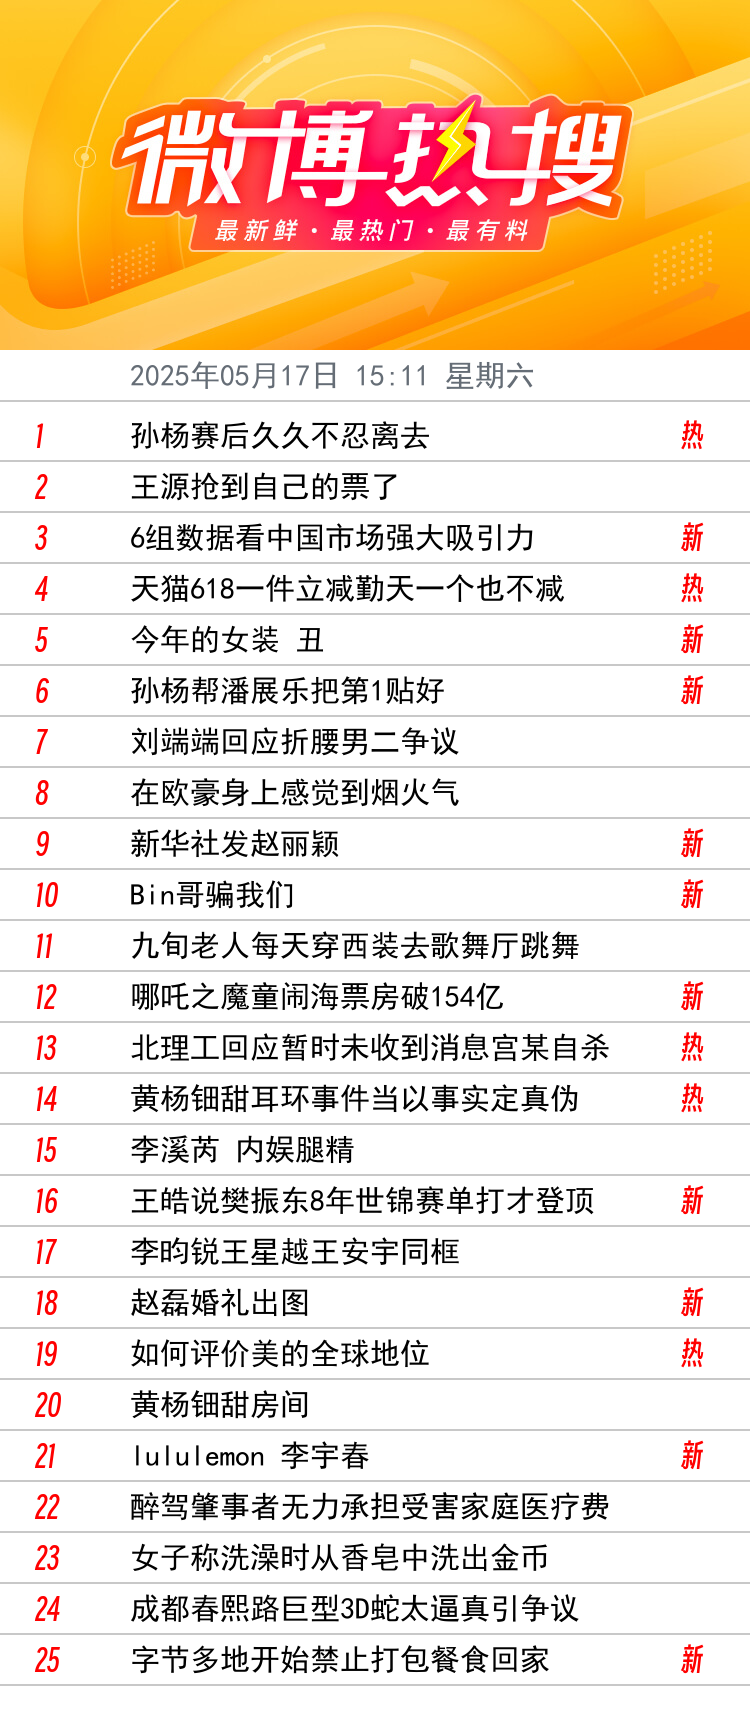 微博热搜
最新鲜·最热门·最有料
2025年05月17日 15:11 星期六
1 孙杨赛后久久不忍离去 热
2 王源抢到自己的票了
3 6组数据看中国市场强大吸引力 新
4 天猫618一件立减勤天一个也不减 热
5 今年的女装 丑 新
6 孙杨帮潘展乐把第1贴好 新
7 刘端端回应折腰男二争议
8 在欧豪身上感觉到烟火气
9 新华社发赵丽颖 新
10 Bin哥骗我们 新
11 九旬老人每天穿西装去歌舞厅跳舞
12 哪吒之魔童闹海票房破154亿 新
13 北理工回应暂时未收到消息宫某自杀 热
14 黄杨钿甜耳环事件当以事实定真伪 热
15 李溪芮 内娱腿精
16 王皓说樊振东8年世锦赛单打才登顶 新
17 李昀锐王星越王安宇同框
18 赵磊婚礼出图 新
19 如何评价美的全球地位 热
20 黄杨钿甜房间
21 lululemon 李宇春 新
22 醉驾肇事者无力承担受害家庭医疗费
23 女子称洗澡时从香皂中洗出金币
24 成都春熙路巨型3D蛇太逼真引争议
25 字节多地开始禁止打包餐食回家 新